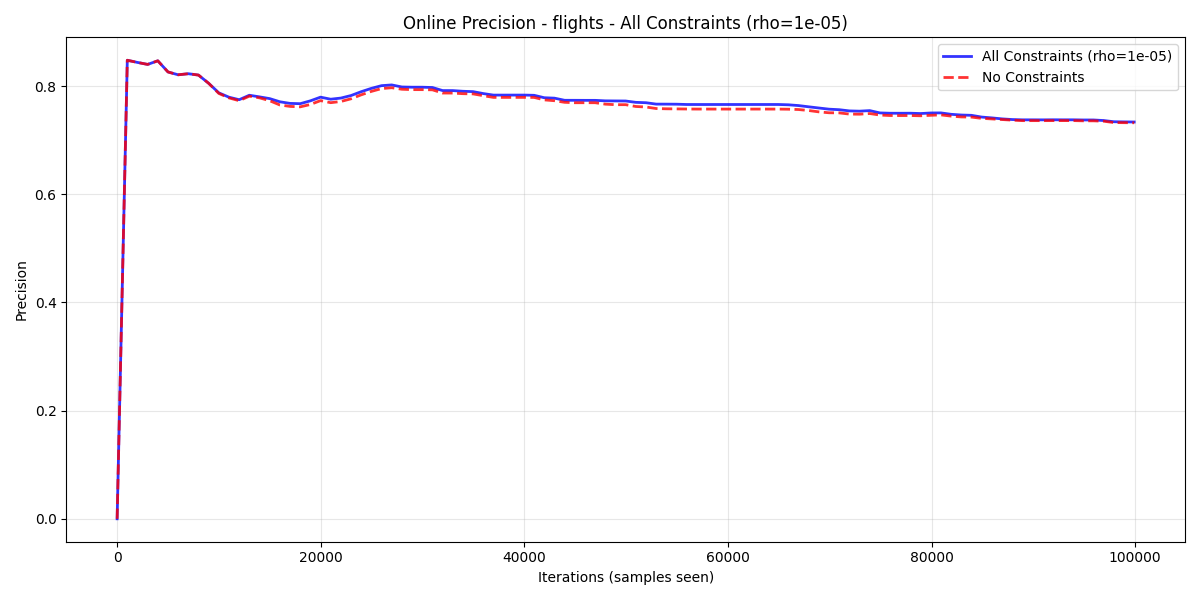 Online Precision - flights - All Constraints (rho=1e-05)
All Constraints (rho=1e-05)
No Constraints
Precision
0.8
0.6
0.4
0.2
0.0
0 20000 40000 60000 80000 100000
Iterations (samples seen)